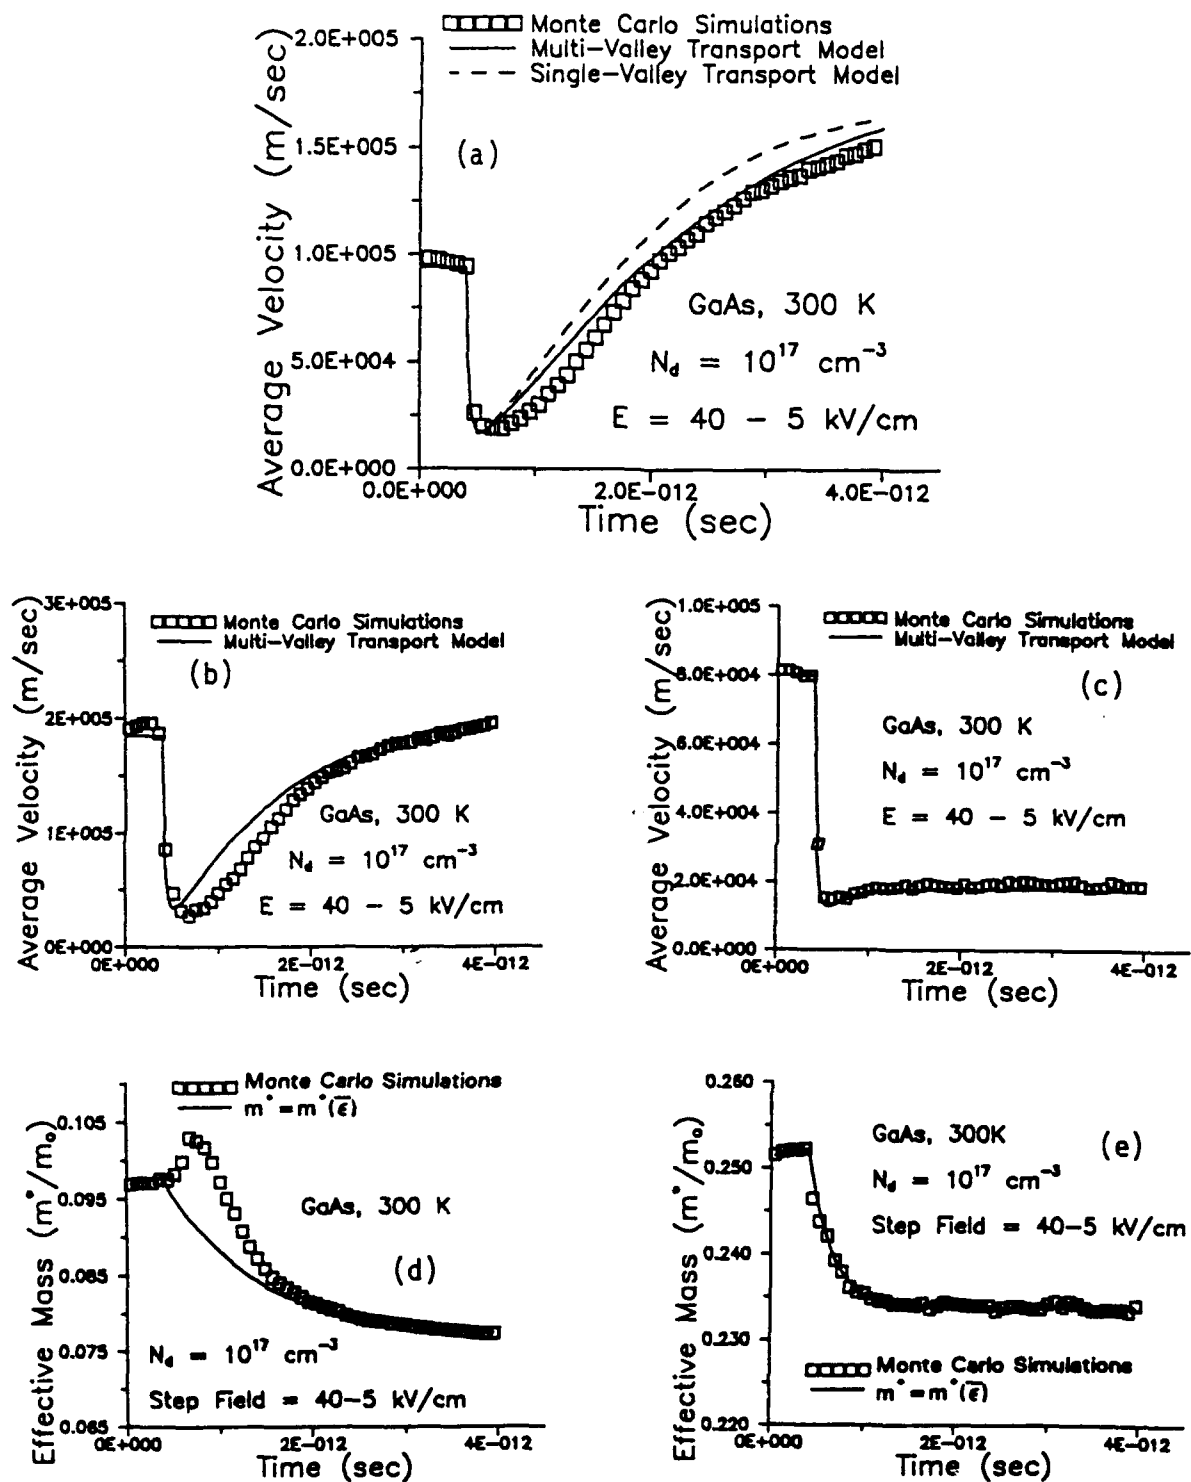 Monte Carlo Simulations
Multi-Valley Transport Model
Single-Valley Transport Model
2.0E+005
1.5E+005
1.0E+005
5.0E+004
0.0E+000
Average Velocity (m/sec)
(a)
GaAs, 300 K
N_d = 10^17 cm^-3
E = 40 - 5 kV/cm
0.0E+000
2.0E-012
4.0E-012
Time (sec)
3E+005
2E+005
1E+005
0E+000
Average Velocity (m/sec)
Monte Carlo Simulations
Multi-Valley Transport Model
(b)
GaAs, 300 K
N_d = 10^17 cm^-3
E = 40 - 5 kV/cm
0E+000
2E-012
4E-012
Time (sec)
1.0E+005
8.0E+004
6.0E+004
4.0E+004
2.0E+004
0.0E+000
Average Velocity (m/sec)
Monte Carlo Simulations
Multi-Valley Transport Model
(c)
GaAs, 300 K
N_d = 10^17 cm^-3
E = 40 - 5 kV/cm
0E+000
2E-012
4E-012
Time (sec)
Monte Carlo Simulations
m* = m*(ε̅)
0.105
0.095
0.085
0.075
0.065
Effective Mass (m*/m_o)
GaAs, 300 K
(d)
N_d = 10^17 cm^-3
Step Field = 40-5 kV/cm
0E+000
2E-012
4E-012
Time (sec)
0.260
0.250
0.240
0.230
0.220
Effective Mass (m*/m_o)
GaAs, 300K
(e)
N_d = 10^17 cm^-3
Step Field = 40-5 kV/cm
Monte Carlo Simulations
m* = m*(ε̅)
0E+000
2E-012
4E-012
Time (sec)